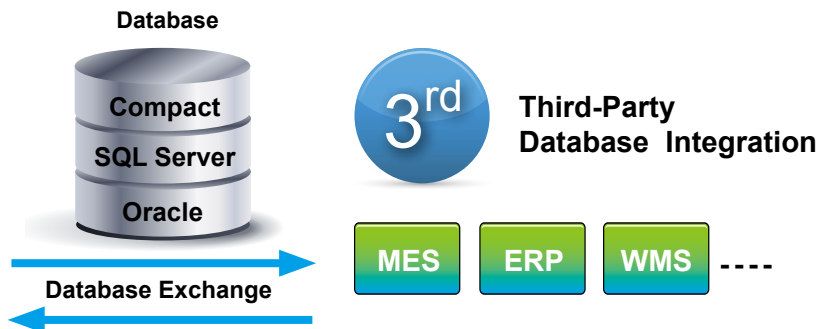 Database
Compact
SQL Server
Oracle
Database Exchange
3rd
Third-Party
Database Integration
MES ERP WMS ----